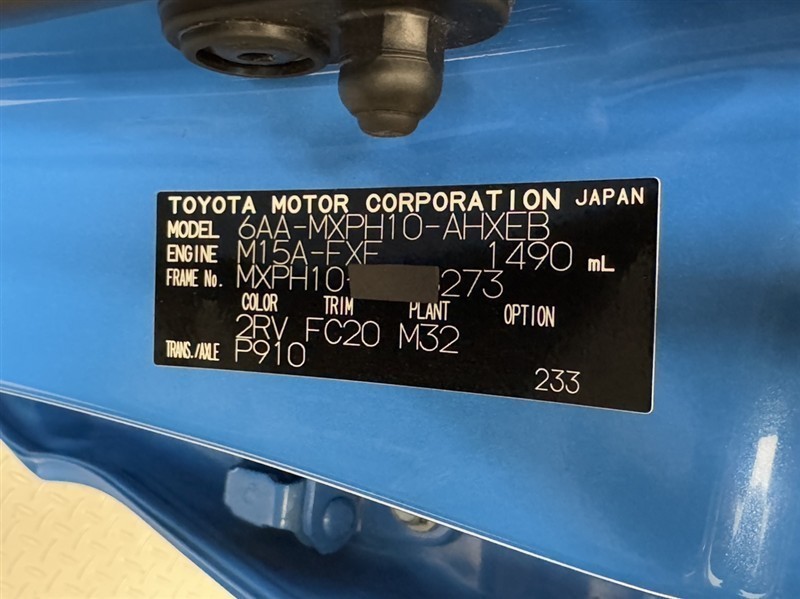 TOYOTA MOTOR CORPORATION JAPAN
MODEL 6AA-MXPH10-AHXEB
ENGINE M15A-FXE 1490 mL
FRAME No. MXPH10- 273
COLOR TRIM PLANT OPTION
2RV FC20 M32
TRANS./AXLE P910
233